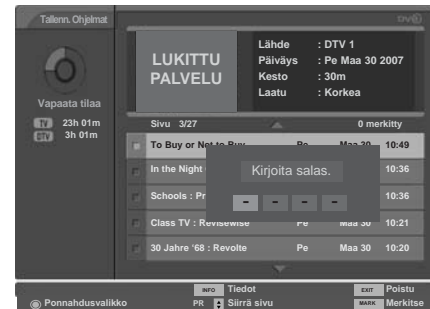 Tallenn. Ohjelmat
Vapaata tilaa
TV 23h 01m
DTV 3h 01m
LUKITTU
PALVELU
Lähde : DTV 1
Päiväys : Pe Maa 30 2007
Kesto : 30m
Laatu : Korkea
Sivu 3/27 0 merkitty
To Buy or Not to Buy Pe Maa 30 10:49
In the Night 10:36
Schools : Pr 10:36
Class TV : Revisewise Pe Maa 30 10:21
30 Jahre '68 : Revolte Pe Maa 30 10:20
Kirjoita salas.
- - - -
INFO Tiedot EXIT Poistu
Ponnahdusvalikko PR Siirrä sivu MARK Merkitse